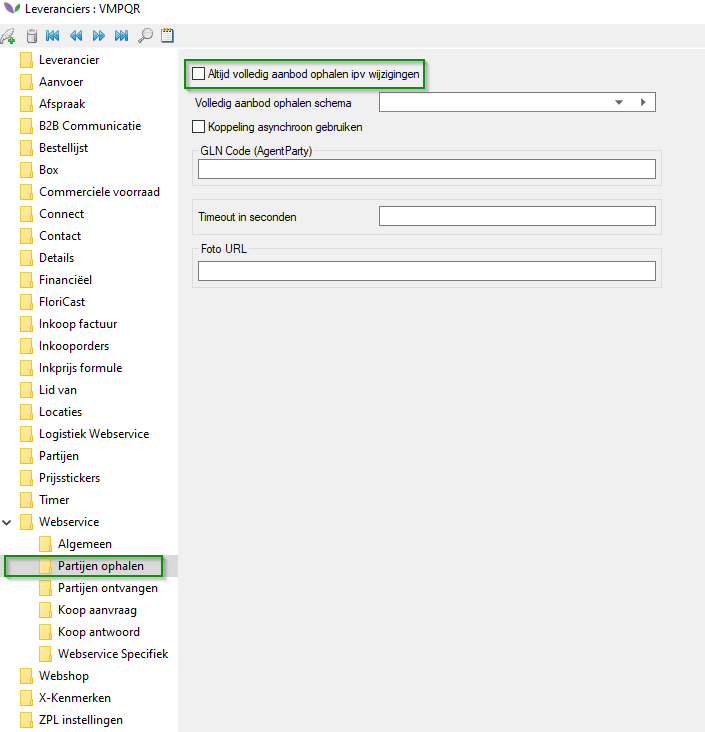 Leveranciers : VMPQR
Leverancier
Aanvoer
Afspraak
B2B Communicatie
Bestellijst
Box
Commerciele voorraad
Connect
Contact
Details
Financiëel
FloriCast
Inkoop factuur
Inkooporders
Inkprijs formule
Lid van
Locaties
Logistiek Webservice
Partijen
Prijsstickers
Timer
Webservice
Algemeen
Partijen ophalen
Partijen ontvangen
Koop aanvraag
Koop antwoord
Webservice Specifiek
Webshop
X-Kenmerken
ZPL instellingen
Altijd volledig aanbod ophalen ipv wijzigingen
Volledig aanbod ophalen schema
Koppeling asynchroon gebruiken
GLN Code (AgentParty)
Timeout in seconden
Foto URL